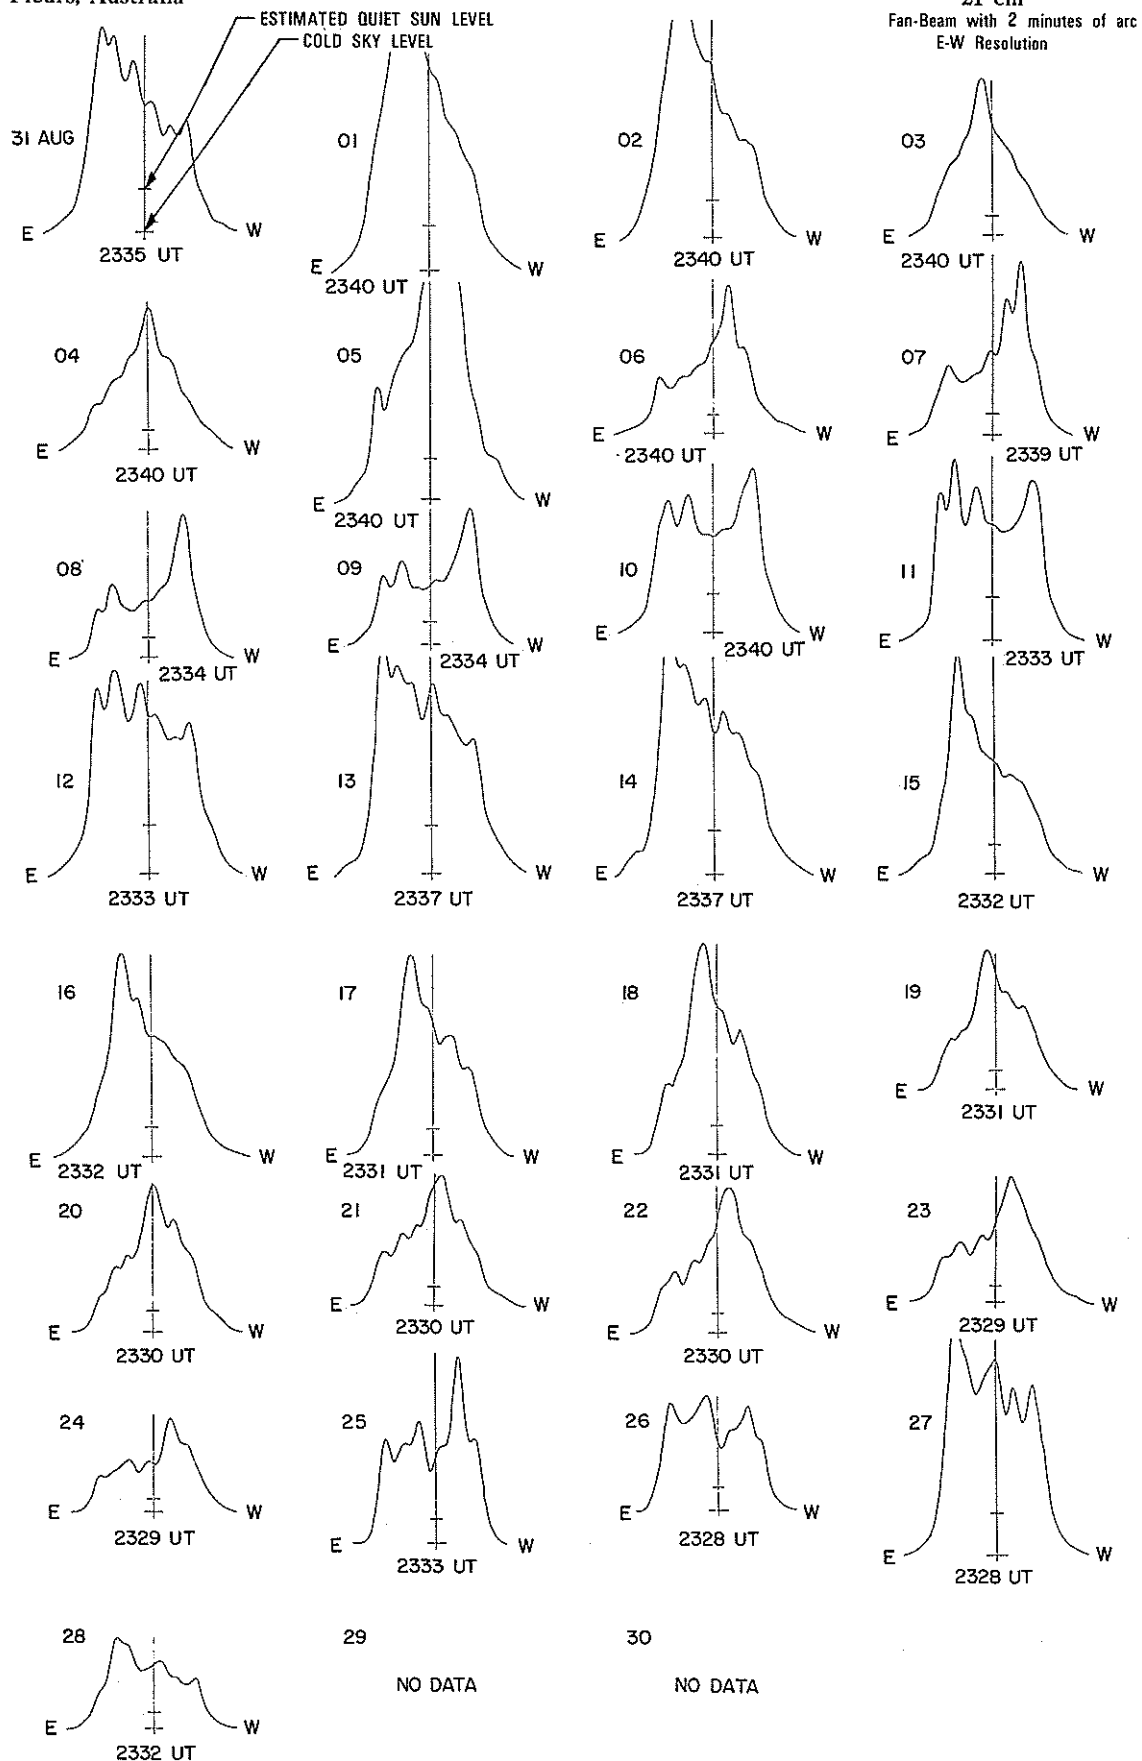 Fleurs, Australia
21 cm
ESTIMATED QUIET SUN LEVEL
Fan-Beam with 2 minutes of arc
COLD SKY LEVEL
E-W Resolution
31 AUG
E
W
2335 UT
01
E
W
2340 UT
02
E
W
2340 UT
03
E
W
2340 UT
04
E
W
2340 UT
05
E
W
2340 UT
06
E
W
2340 UT
07
E
W
2339 UT
08
E
W
2334 UT
09
E
W
2334 UT
10
E
W
2340 UT
11
E
W
2333 UT
12
E
W
2333 UT
13
E
W
2337 UT
14
E
W
2337 UT
15
E
W
2332 UT
16
E
W
2332 UT
17
E
W
2331 UT
18
E
W
2331 UT
19
E
W
2331 UT
20
E
W
2330 UT
21
E
W
2330 UT
22
E
W
2330 UT
23
E
W
2329 UT
24
E
W
2329 UT
25
E
W
2333 UT
26
E
W
2328 UT
27
E
W
2328 UT
28
E
W
2332 UT
29
NO DATA
30
NO DATA